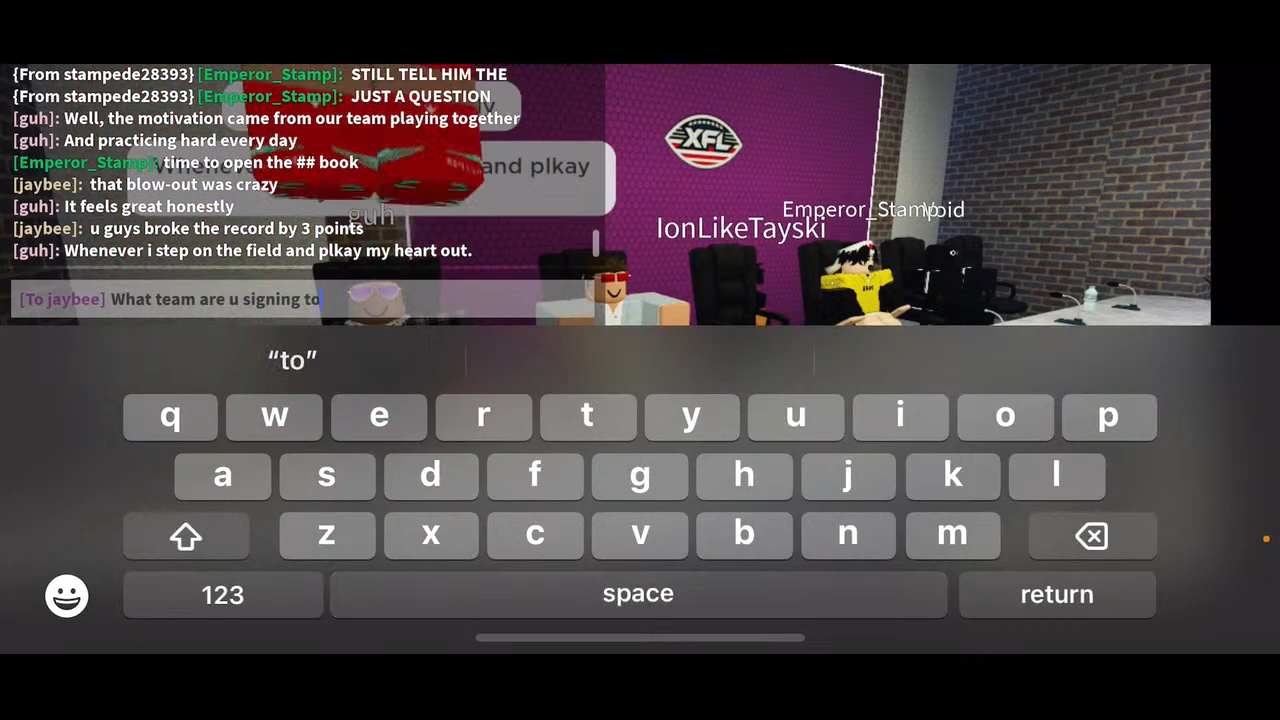 {From stampede28393} [Emperor_Stamp]: STILL TELL HIM THE
{From stampede28393} [Emperor_Stamp]: JUST A QUESTION
[guh]: Well, the motivation came from our team playing together
[guh]: And practicing hard every day
[Emperor_Stamp]: time to open the ## book
[jaybee]: that blow-out was crazy
[guh]: It feels great honestly
[jaybee]: u guys broke the record by 3 points
[guh]: Whenever i step on the field and plkay my heart out.
[To jaybee] What team are u signing to
and plkay
guh
XFL
Emperor_Stamp
IonLikeTayski
“to”
q w e r t y u i o p
a s d f g h j k l
z x c v b n m
123 space return